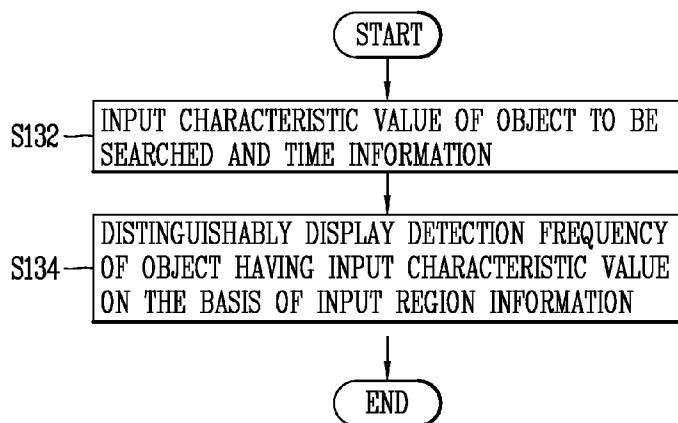 START
S132
INPUT CHARACTERISTIC VALUE OF OBJECT TO BE
SEARCHED AND TIME INFORMATION
S134
DISTINGUISHABLY DISPLAY DETECTION FREQUENCY
OF OBJECT HAVING INPUT CHARACTERISTIC VALUE
ON THE BASIS OF INPUT REGION INFORMATION
END